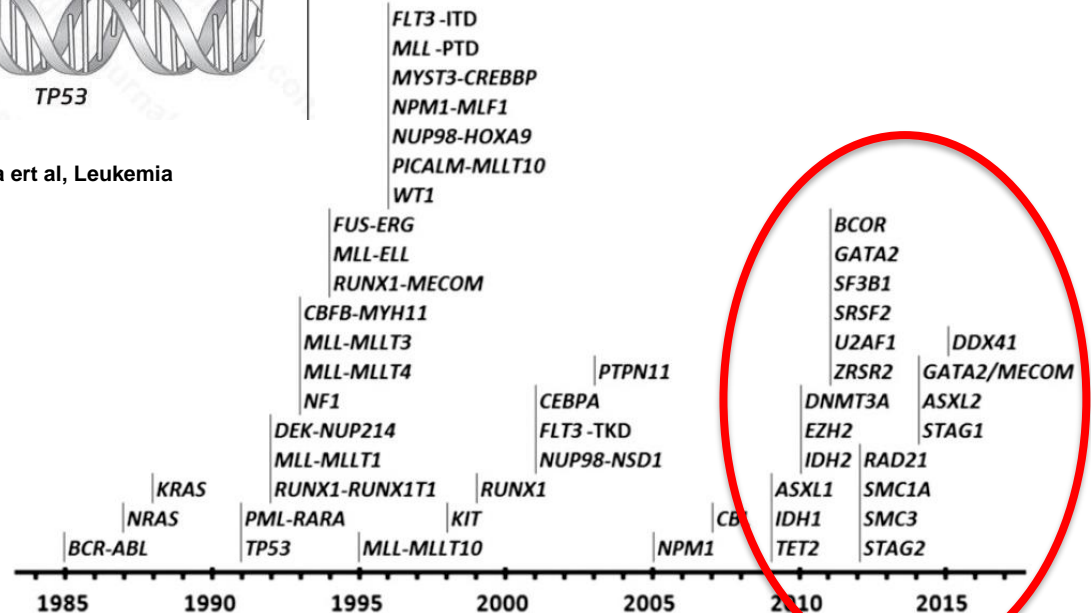 TP53
ert al, Leukemia
FLT3 -ITD
MLL -PTD
MYST3-CREBBP
NPM1-MLF1
NUP98-HOXA9
PICALM-MLLT10
WT1
FUS-ERG
MLL-ELL
RUNX1-MECOM
CBFB-MYH11
MLL-MLLT3
MLL-MLLT4
NF1
DEK-NUP214
MLL-MLLT1
RUNX1-RUNX1T1
KRAS
NRAS
BCR-ABL
PML-RARA
TP53
KIT
MLL-MLLT10
RUNX1
CEBPA
FLT3 -TKD
NUP98-NSD1
PTPN11
NPM1
CBL
BCOR
GATA2
SF3B1
SRSF2
U2AF1
ZRSR2
DNMT3A
EZH2
IDH2
ASXL1
IDH1
TET2
RAD21
SMC1A
SMC3
STAG2
DDX41
GATA2/MECOM
ASXL2
STAG1
1985 1990 1995 2000 2005 2010 2015